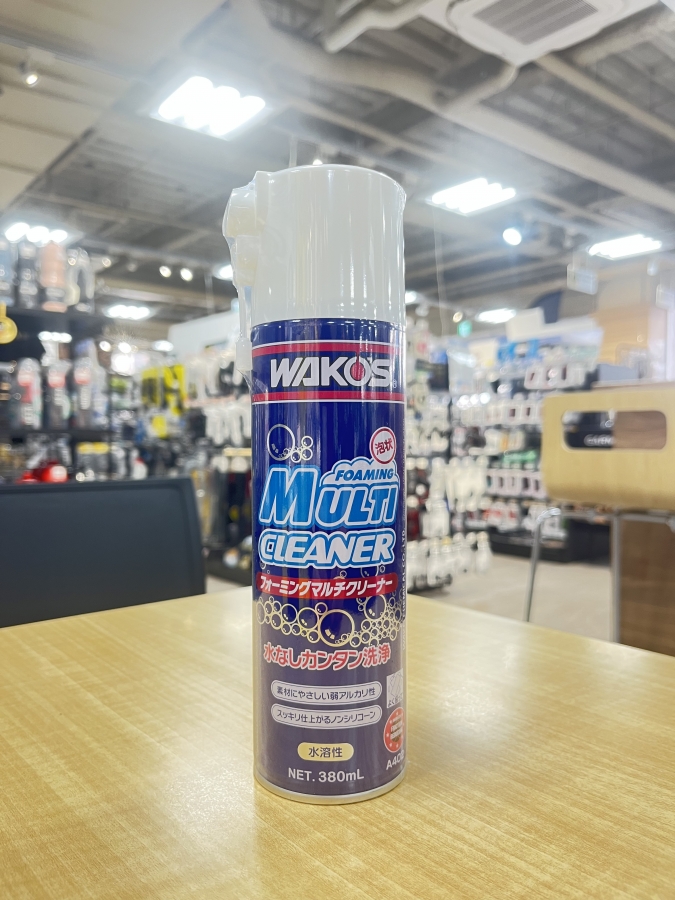 WAKO'S
®
泡状
FOAMING
MULTI
CLEANER
フォーミングマルチクリーナー
水なしカンタン洗浄
素材にやさしい弱アルカリ性
スッキリ仕上がるノンシリコーン
水溶性
NET. 380mL